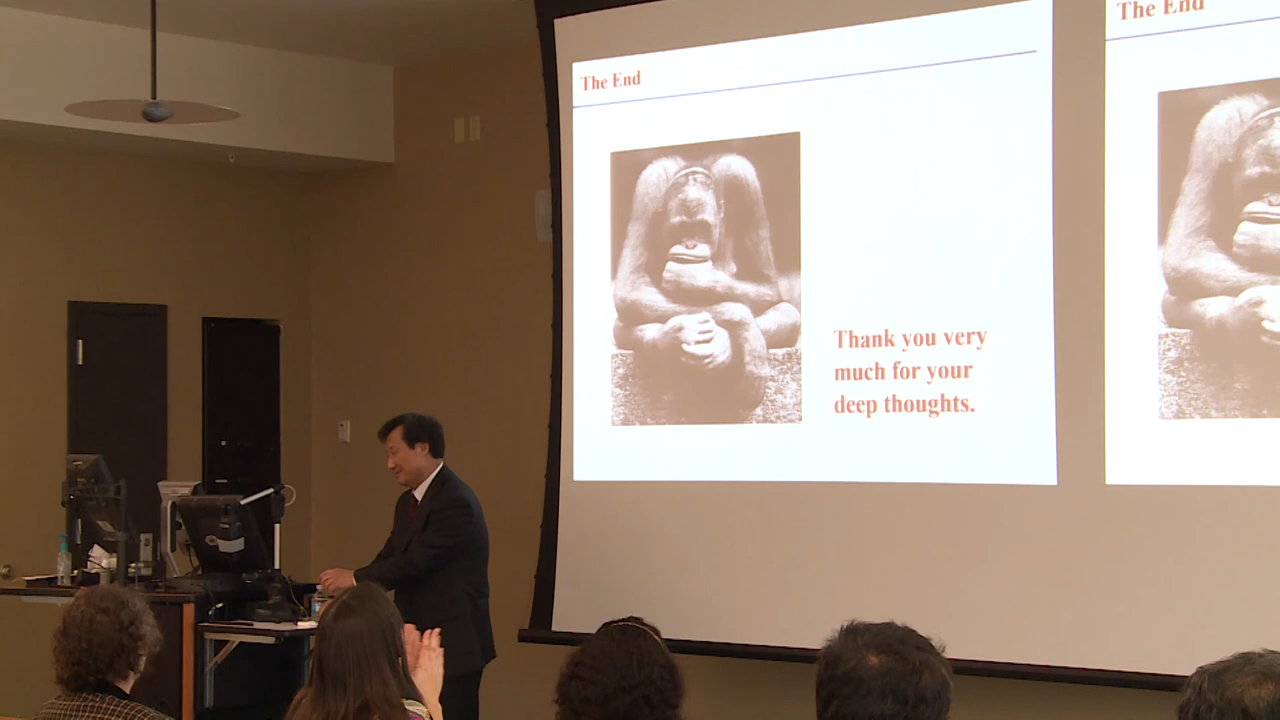 The End
Thank you very
much for your
deep thoughts.
The End